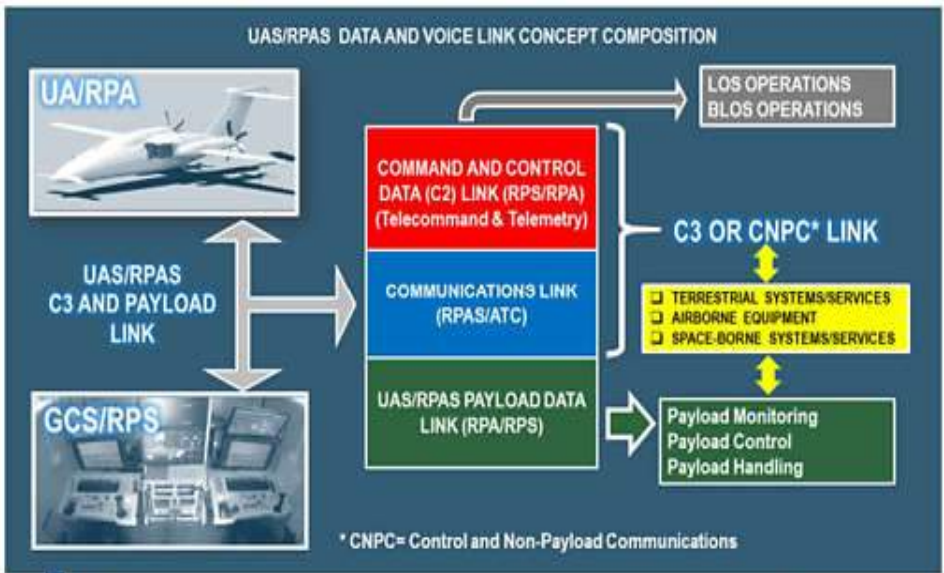 UAS/RPAS DATA AND VOICE LINK CONCEPT COMPOSITION
UA/RPA
LOS OPERATIONS
BLOS OPERATIONS
COMMAND AND CONTROL
DATA (C2) LINK (RPS/RPA)
(Telecommand & Telemetry)
C3 OR CNPC* LINK
UAS/RPAS
C3 AND PAYLOAD
LINK
COMMUNICATIONS LINK
(RPAS/ATC)
TERRESTRIAL SYSTEMS/SERVICES
AIRBORNE EQUIPMENT
SPACE-BORNE SYSTEMS/SERVICES
UAS/RPAS PAYLOAD DATA
LINK (RPA/RPS)
Payload Monitoring
Payload Control
Payload Handling
GCS/RPS
* CNPC= Control and Non-Payload Communications